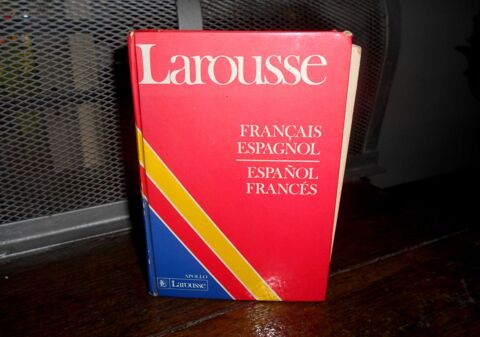 Larousse
FRANÇAIS
ESPAGNOL
ESPAÑOL
FRANCÉS
APOLLO
Larousse